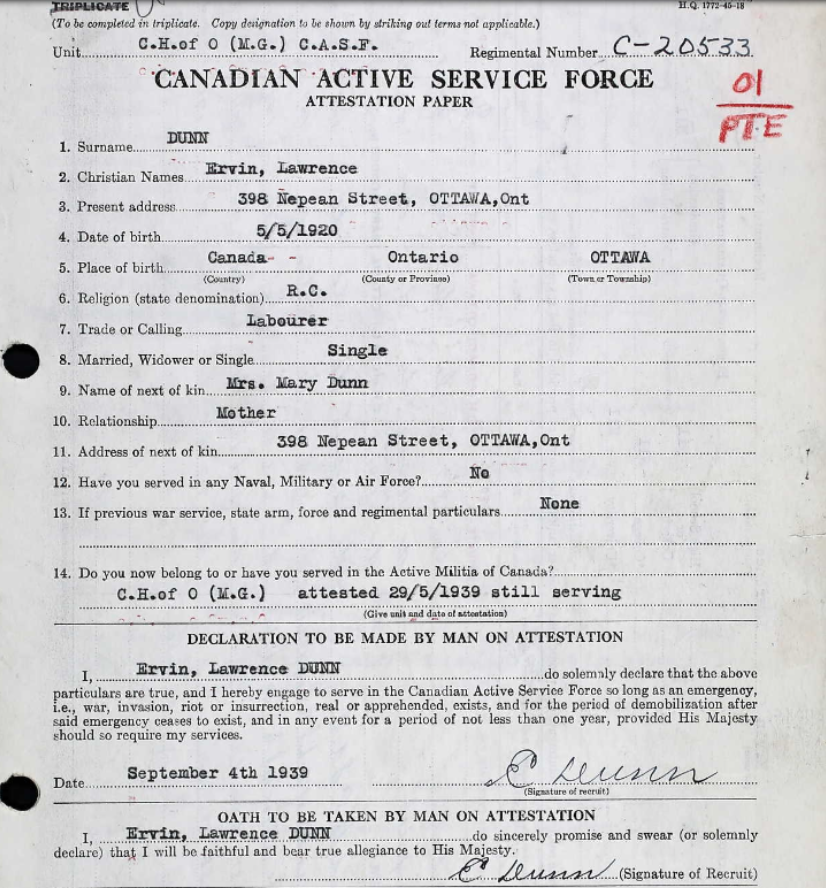 TRIPLICATE
H.Q. 1772-45-18
(To be completed in triplicate. Copy designation to be shown by striking out terms not applicable.)
Unit C.H.of O (M.G.) C.A.S.F. Regimental Number C-20533
CANADIAN ACTIVE SERVICE FORCE
ATTESTATION PAPER
01
PTE
1. Surname DUNN
2. Christian Names Ervin, Lawrence
3. Present address 398 Nepean Street, OTTAWA,Ont
4. Date of birth 5/5/1920
5. Place of birth Canada- - Ontario OTTAWA
(Country) (County or Province) (Town or Township)
6. Religion (state denomination) R.C.
7. Trade or Calling Labourer
8. Married, Widower or Single Single
9. Name of next of kin Mrs. Mary Dunn
10. Relationship Mother
11. Address of next of kin 398 Nepean Street, OTTAWA,Ont
12. Have you served in any Naval, Military or Air Force? No
13. If previous war service, state arm, force and regimental particulars None
14. Do you now belong to or have you served in the Active Militia of Canada?
C.H.of O (M.G.) attested 29/5/1939 still serving
(Give unit and date of attestation)
DECLARATION TO BE MADE BY MAN ON ATTESTATION
I, Ervin, Lawrence DUNN do solemnly declare that the above
particulars are true, and I hereby engage to serve in the Canadian Active Service Force so long as an emergency,
i.e., war, invasion, riot or insurrection, real or apprehended, exists, and for the period of demobilization after
said emergency ceases to exist, and in any event for a period of not less than one year, provided His Majesty
should so require my services.
Date September 4th 1939 E Dunn
(Signature of recruit)
OATH TO BE TAKEN BY MAN ON ATTESTATION
I, Ervin, Lawrence DUNN do sincerely promise and swear (or solemnly
declare) that I will be faithful and bear true allegiance to His Majesty.
E Dunn (Signature of Recruit)